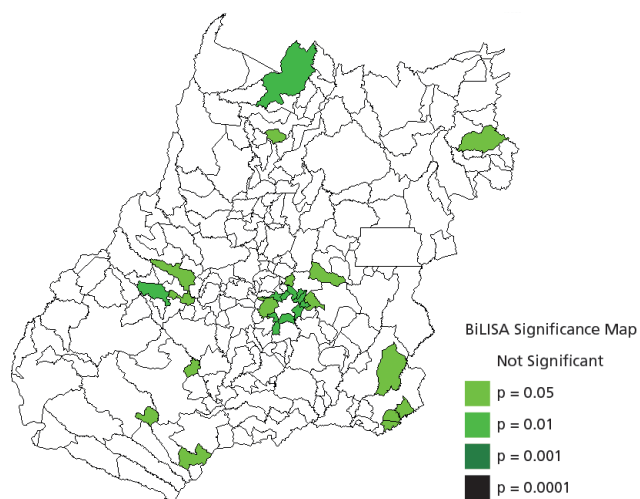 BiLISA Significance Map
Not Significant
p = 0.05
p = 0.01
p = 0.001
p = 0.0001